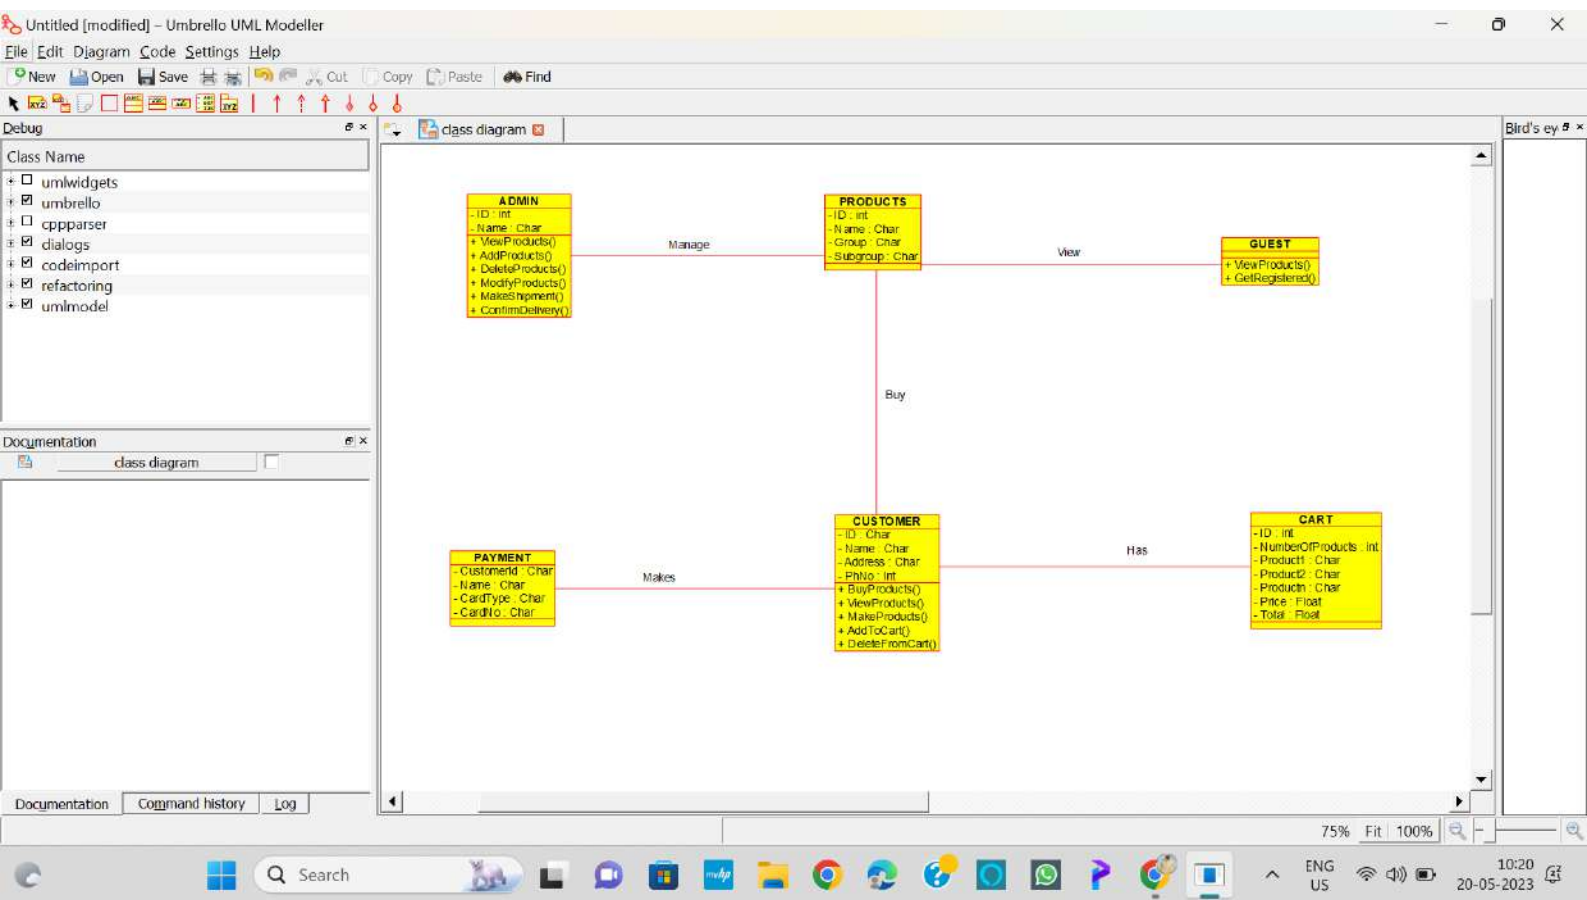 Untitled [modified] – Umbrello UML Modeller
File Edit Diagram Code Settings Help
New Open Save Cut Copy Paste Find
Debug
Class Name
umlwidgets
umbrello
cppparser
dialogs
codeimport
refactoring
umlmodel
Documentation
class diagram
Documentation Command history Log
class diagram
Bird's ey
ADMIN
- ID : int
- Name : Char
+ ViewProducts()
+ AddProducts()
+ DeleteProducts()
+ ModifyProducts()
+ MakeShipment()
+ ConfirmDelivery()
Manage
PRODUCTS
- ID : int
- Name : Char
- Group : Char
- Subgroup : Char
View
GUEST
+ ViewProducts()
+ GetRegistered()
Buy
PAYMENT
- CustomerId : Char
- Name : Char
- CardType : Char
- CardNo : Char
Makes
CUSTOMER
- ID : Char
- Name : Char
- Address : Char
- PhNo : Int
+ BuyProducts()
+ ViewProducts()
+ MakeProducts()
+ AddToCart()
+ DeleteFromCart()
Has
CART
- ID : int
- NumberOfProducts : int
- Product1 : Char
- Product2 : Char
- Productn : Char
- Price : Float
- Total : Float
75% Fit 100%
Search
myhp
ENG
US
10:20
20-05-2023